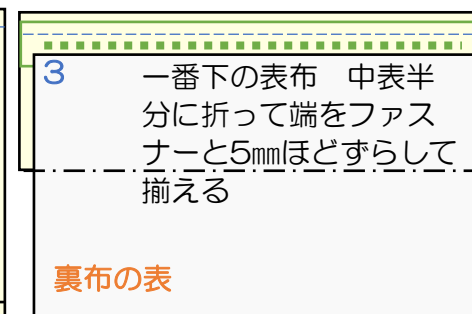 3
一番下の表布　中表半
分に折って端をファス
ナーと5㎜ほどずらして
揃える
裏布の表